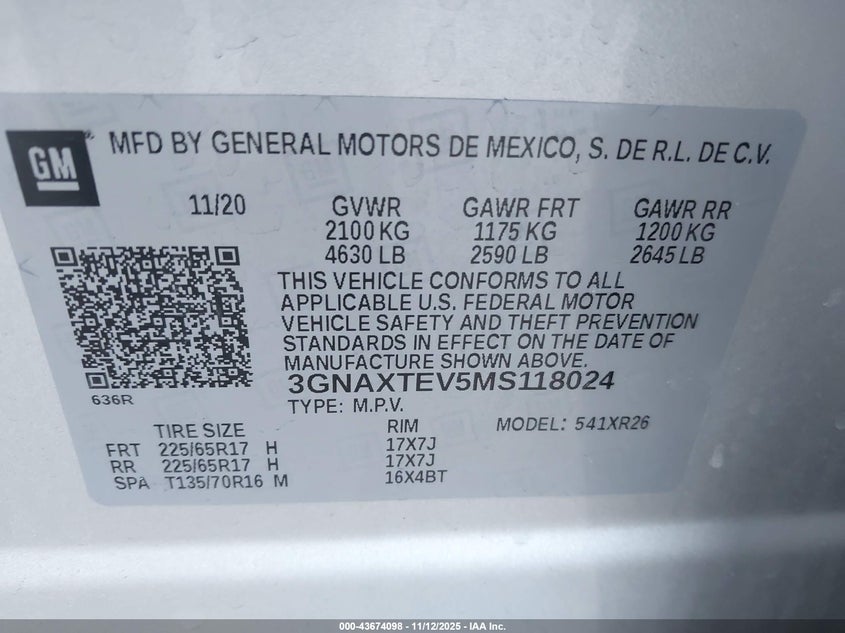 GM
MFD BY GENERAL MOTORS DE MEXICO, S. DE R.L. DE C.V.
11/20 GVWR GAWR FRT GAWR RR
2100 KG 1175 KG 1200 KG
4630 LB 2590 LB 2645 LB
THIS VEHICLE CONFORMS TO ALL
APPLICABLE U.S. FEDERAL MOTOR
VEHICLE SAFETY AND THEFT PREVENTION
STANDARDS IN EFFECT ON THE DATE OF
MANUFACTURE SHOWN ABOVE.
3GNAXTEV5MS118024
636R
TYPE: M.P.V.
MODEL: 541XR26
TIRE SIZE RIM
FRT 225/65R17 H 17X7J
RR 225/65R17 H 17X7J
SPA T135/70R16 M 16X4BT
000-43674098 - 11/12/2025 - IAA Inc.